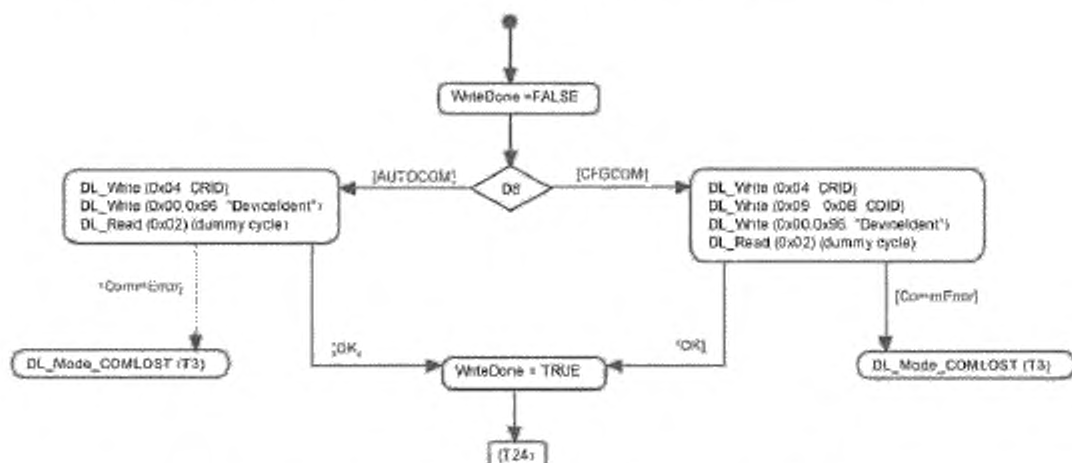 WriteDone =FALSE
[AUTOCOM]
D6
[CFGCOM]
DL_Write (0x04 CRID)
DL_Write (0x00,0x96 "DeviceIdent")
DL_Read (0x02) (dummy cycle)
DL_Write (0x04 CRID)
DL_Write (0x09 0x0B CDID)
DL_Write (0x00,0x96 "DeviceIdent")
DL_Read (0x02) (dummy cycle)
[CommError]
[CommError]
DL_Mode_COMLOST (T3)
[OK]
[OK]
DL_Mode_COMLOST (T3)
WriteDone = TRUE
(T24)